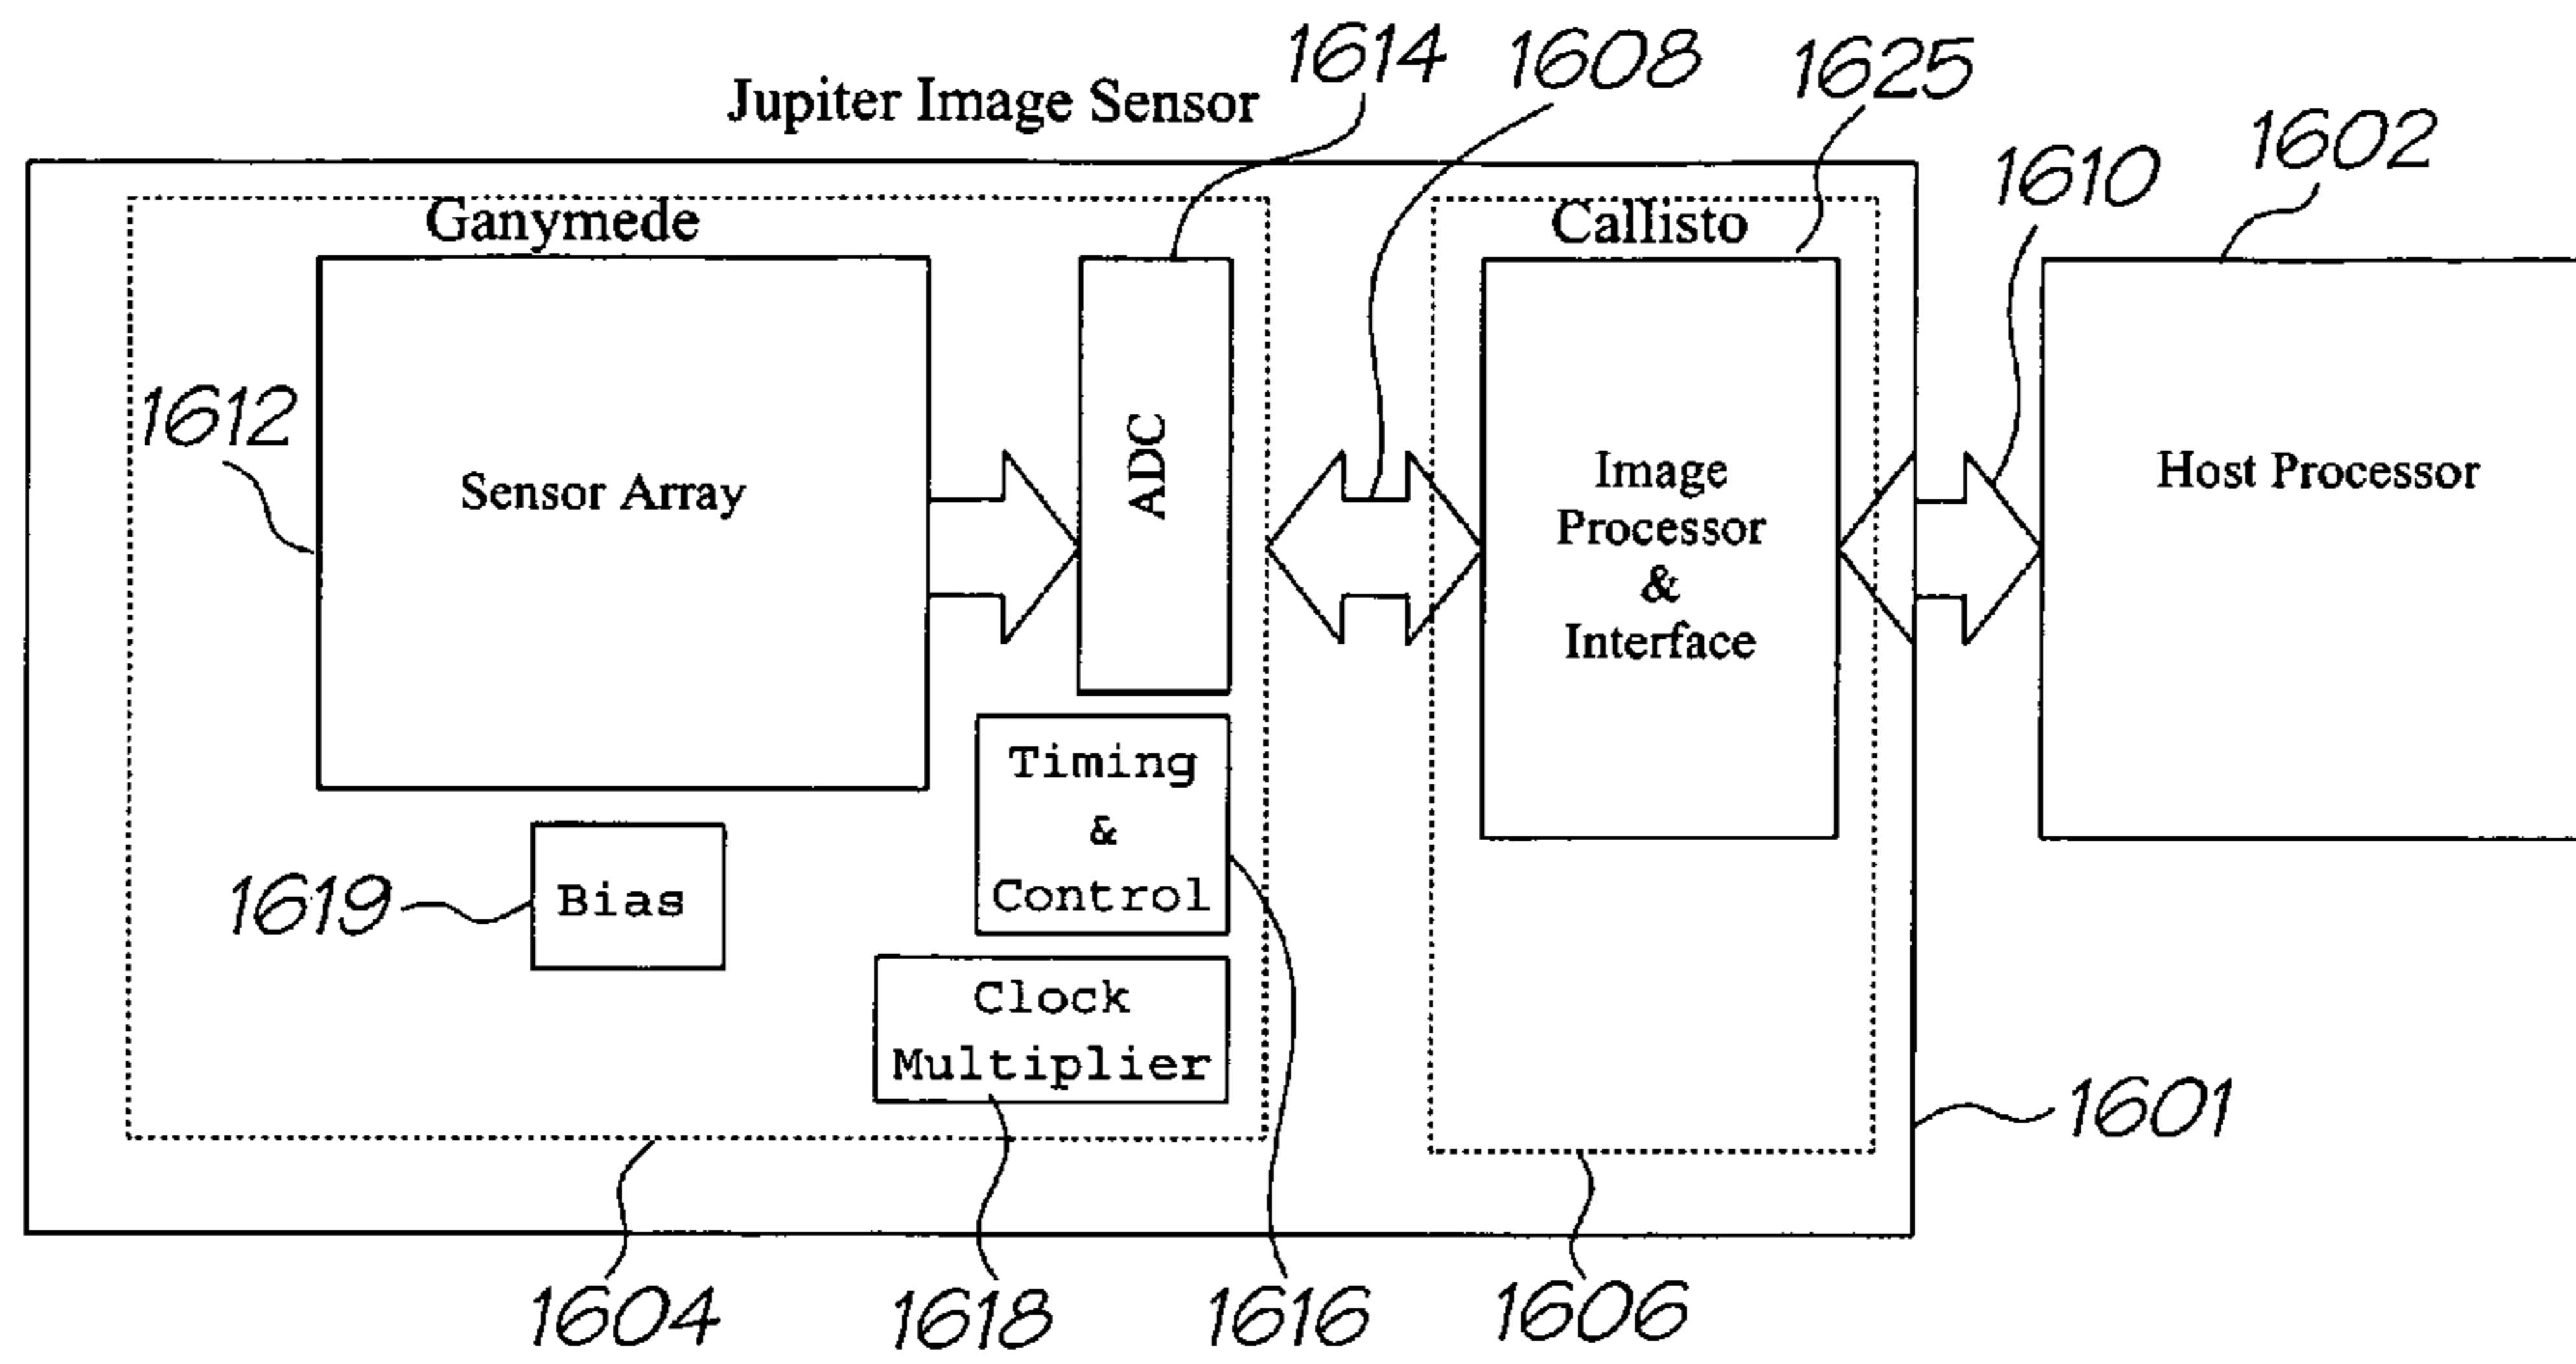 Jupiter Image Sensor
1614
1608
1625
1610
1602
Ganymede
Callisto
1612
Sensor Array
ADC
Image
Processor
&
Interface
Host Processor
Timing
&
Control
1619
Bias
Clock
Multiplier
1601
1604
1618
1616
1606